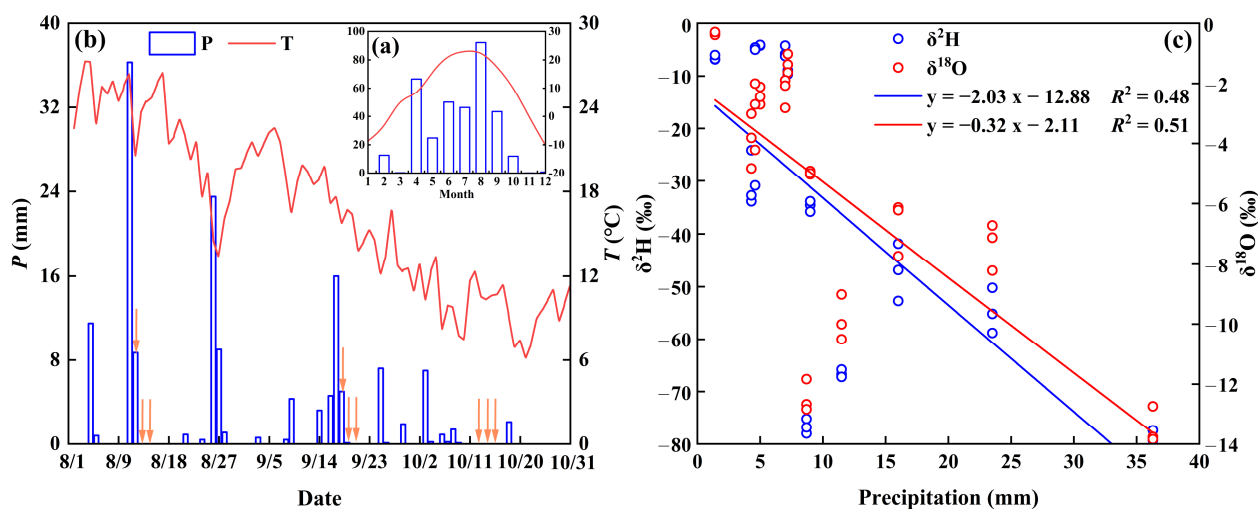 (b)
P
T
40
32
24
16
8
0
P (mm)
30
24
18
12
6
0
T (°C)
8/1 8/9 8/18 8/27 9/5 9/14 9/23 10/2 10/11 10/20 10/31
Date
(a)
100
80
60
40
20
0
30
20
10
0
-10
-20
1 2 3 4 5 6 7 8 9 10 11 12
Month
(c)
δ²H
δ¹⁸O
y = −2.03 x − 12.88 R² = 0.48
y = −0.32 x − 2.11 R² = 0.51
0
−10
−20
−30
−40
−50
−60
−70
−80
δ²H (‰)
0
−2
−4
−6
−8
−10
−12
−14
δ¹⁸O (‰)
0 5 10 15 20 25 30 35 40
Precipitation (mm)